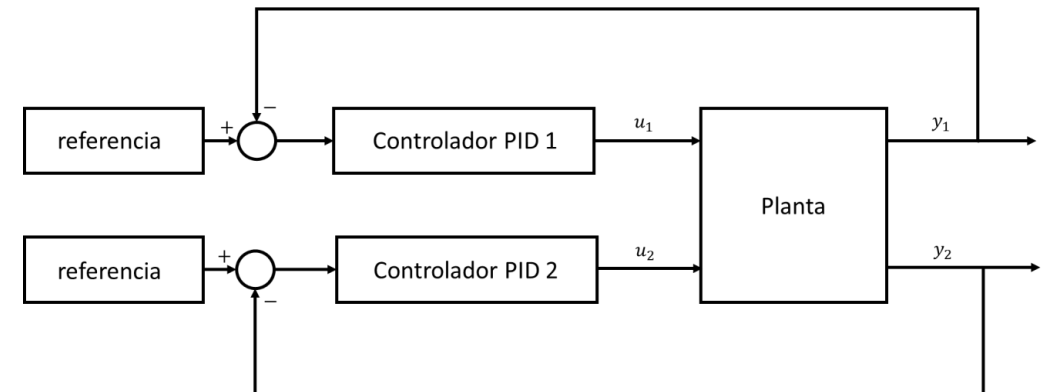 −
referencia
+
Controlador PID 1
u₁
Planta
y₁
referencia
+
−
Controlador PID 2
u₂
y₂